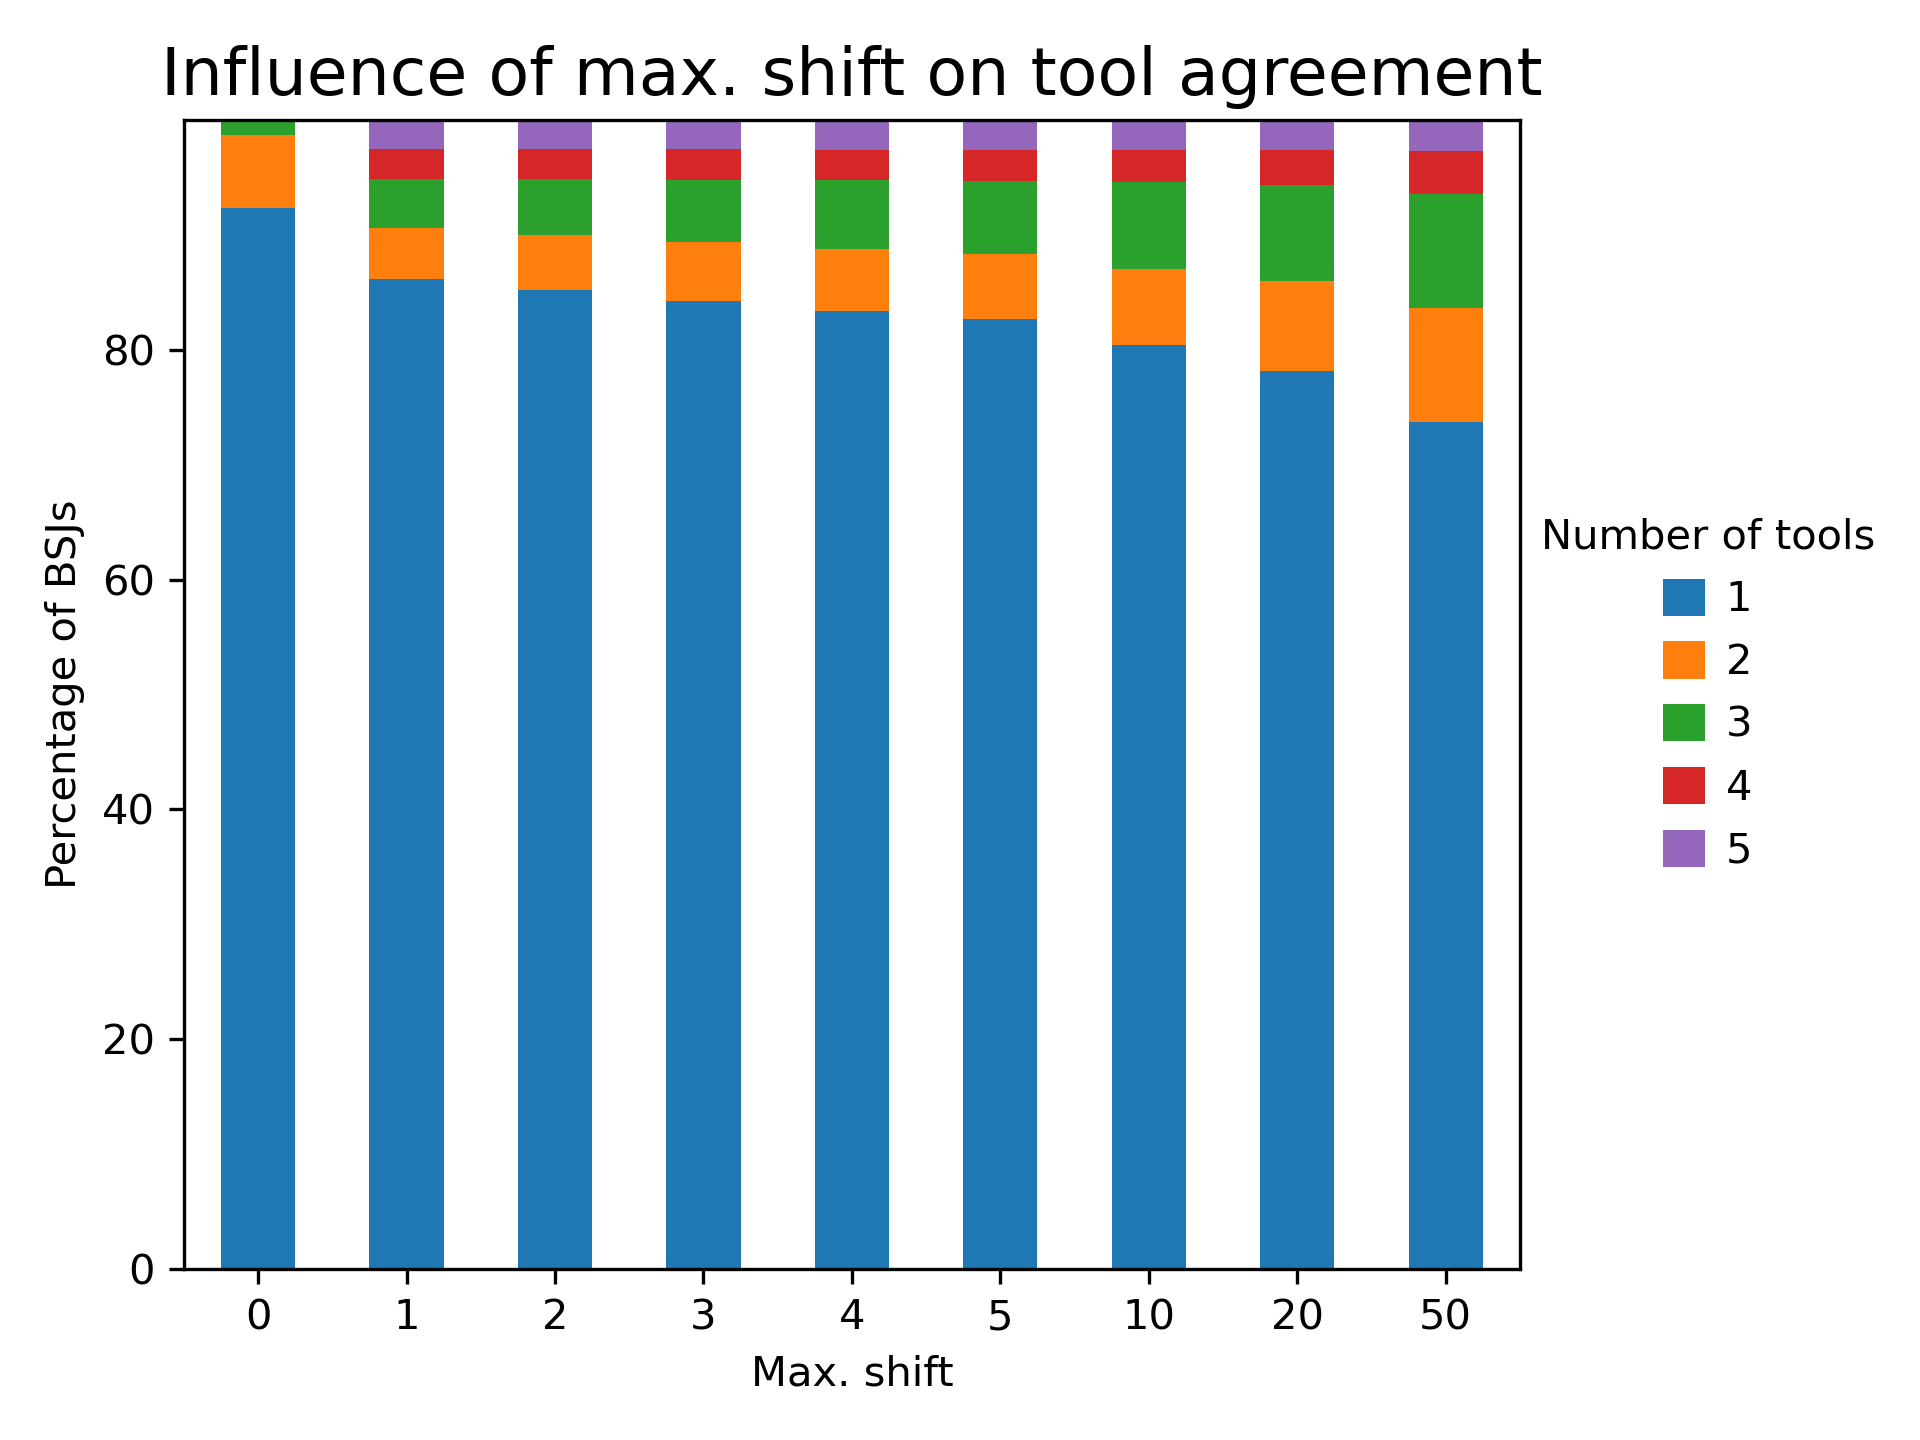 Influence of max. shift on tool agreement
Percentage of BSJs
80
60
40
20
0
0 1 2 3 4 5 10 20 50
Max. shift
Number of tools
1
2
3
4
5